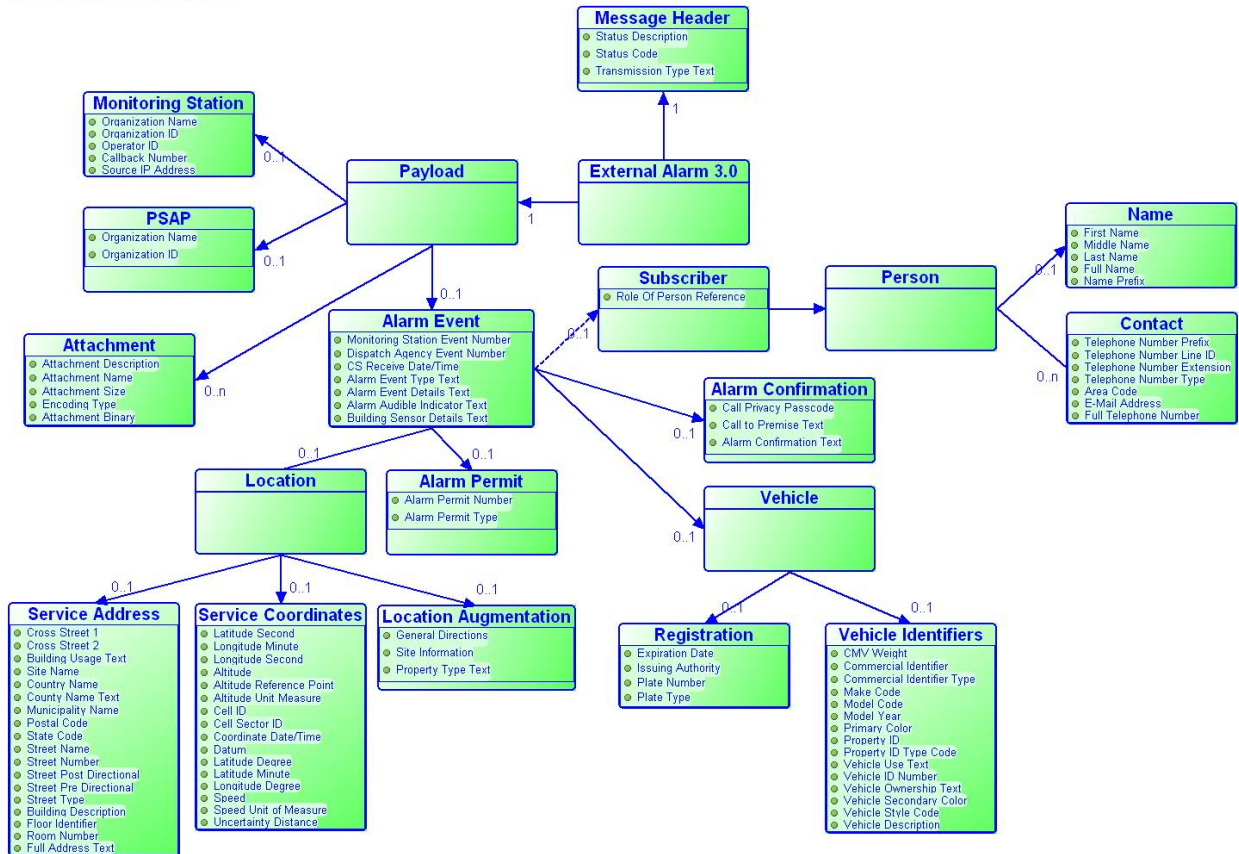 Message Header
Status Description
Status Code
Transmission Type Text
1
Monitoring Station
Organization Name
Organization ID
Operator ID
Callback Number
Source IP Address
0..1
Payload
1
External Alarm 3.0
PSAP
Organization Name
Organization ID
0..1
0..1
Attachment
Attachment Description
Attachment Name
Attachment Size
Encoding Type
Attachment Binary
0..n
Alarm Event
Monitoring Station Event Number
Dispatch Agency Event Number
CS Receive Date/Time
Alarm Event Type Text
Alarm Event Details Text
Alarm Audible Indicator Text
Building Sensor Details Text
0..1
Subscriber
Role Of Person Reference
Person
0..1
Name
First Name
Middle Name
Last Name
Full Name
Name Prefix
0..n
Contact
Telephone Number Prefix
Telephone Number Line ID
Telephone Number Extension
Telephone Number Type
Area Code
E-Mail Address
Full Telephone Number
0..1
Alarm Confirmation
Call Privacy Passcode
Call to Premise Text
Alarm Confirmation Text
0..1
Location
0..1
Alarm Permit
Alarm Permit Number
Alarm Permit Type
0..1
Vehicle
0..1
Service Address
Cross Street 1
Cross Street 2
Building Usage Text
Site Name
Country Name
County Name Text
Municipality Name
Postal Code
State Code
Street Name
Street Number
Street Post Directional
Street Pre Directional
Street Type
Building Description
Floor Identifier
Room Number
Full Address Text
0..1
Service Coordinates
Latitude Second
Longitude Minute
Longitude Second
Altitude
Altitude Reference Point
Altitude Unit Measure
Cell ID
Cell Sector ID
Coordinate Date/Time
Datum
Latitude Degree
Latitude Minute
Longitude Degree
Speed
Speed Unit of Measure
Uncertainty Distance
0..1
Location Augmentation
General Directions
Site Information
Property Type Text
0..1
Registration
Expiration Date
Issuing Authority
Plate Number
Plate Type
0..1
Vehicle Identifiers
CMV Weight
Commercial Identifier
Commercial Identifier Type
Make Code
Model Code
Model Year
Primary Color
Property ID
Property ID Type Code
Vehicle Use Text
Vehicle ID Number
Vehicle Ownership Text
Vehicle Secondary Color
Vehicle Style Code
Vehicle Description